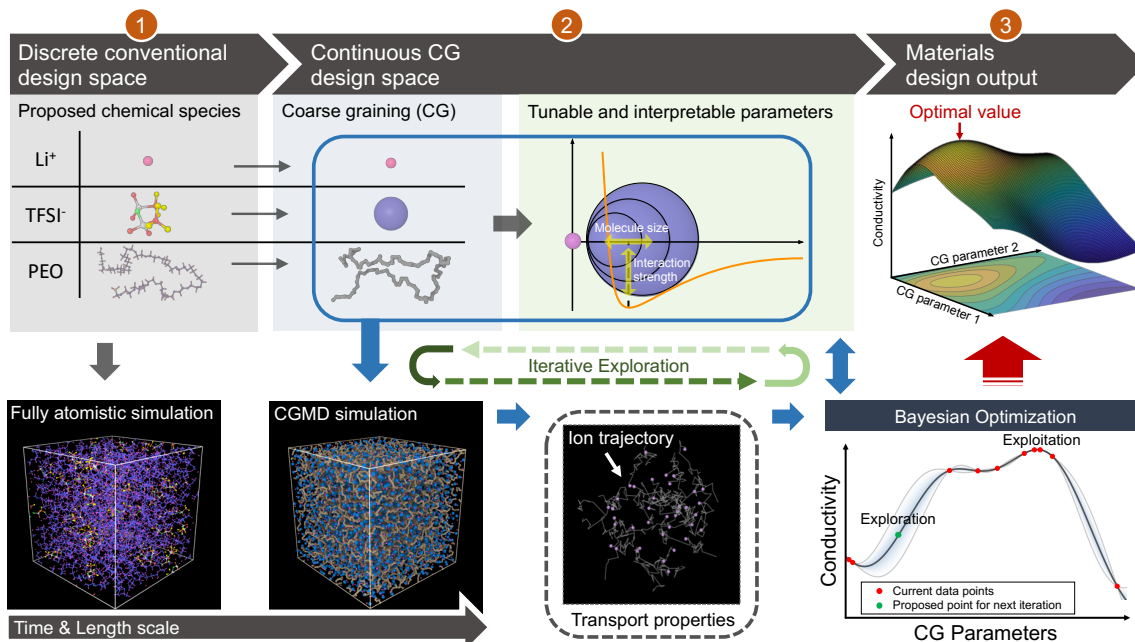 1
2
3
Discrete conventional
design space
Continuous CG
design space
Materials
design output
Proposed chemical species
Coarse graining (CG)
Tunable and interpretable parameters
Optimal value
Li⁺
TFSI⁻
PEO
Molecule size
Interaction
strength
Conductivity
CG parameter 2
CG parameter 1
Iterative Exploration
Fully atomistic simulation
CGMD simulation
Ion trajectory
Transport properties
Time & Length scale
Bayesian Optimization
Exploitation
Exploration
Conductivity
Current data points
Proposed point for next iteration
CG Parameters